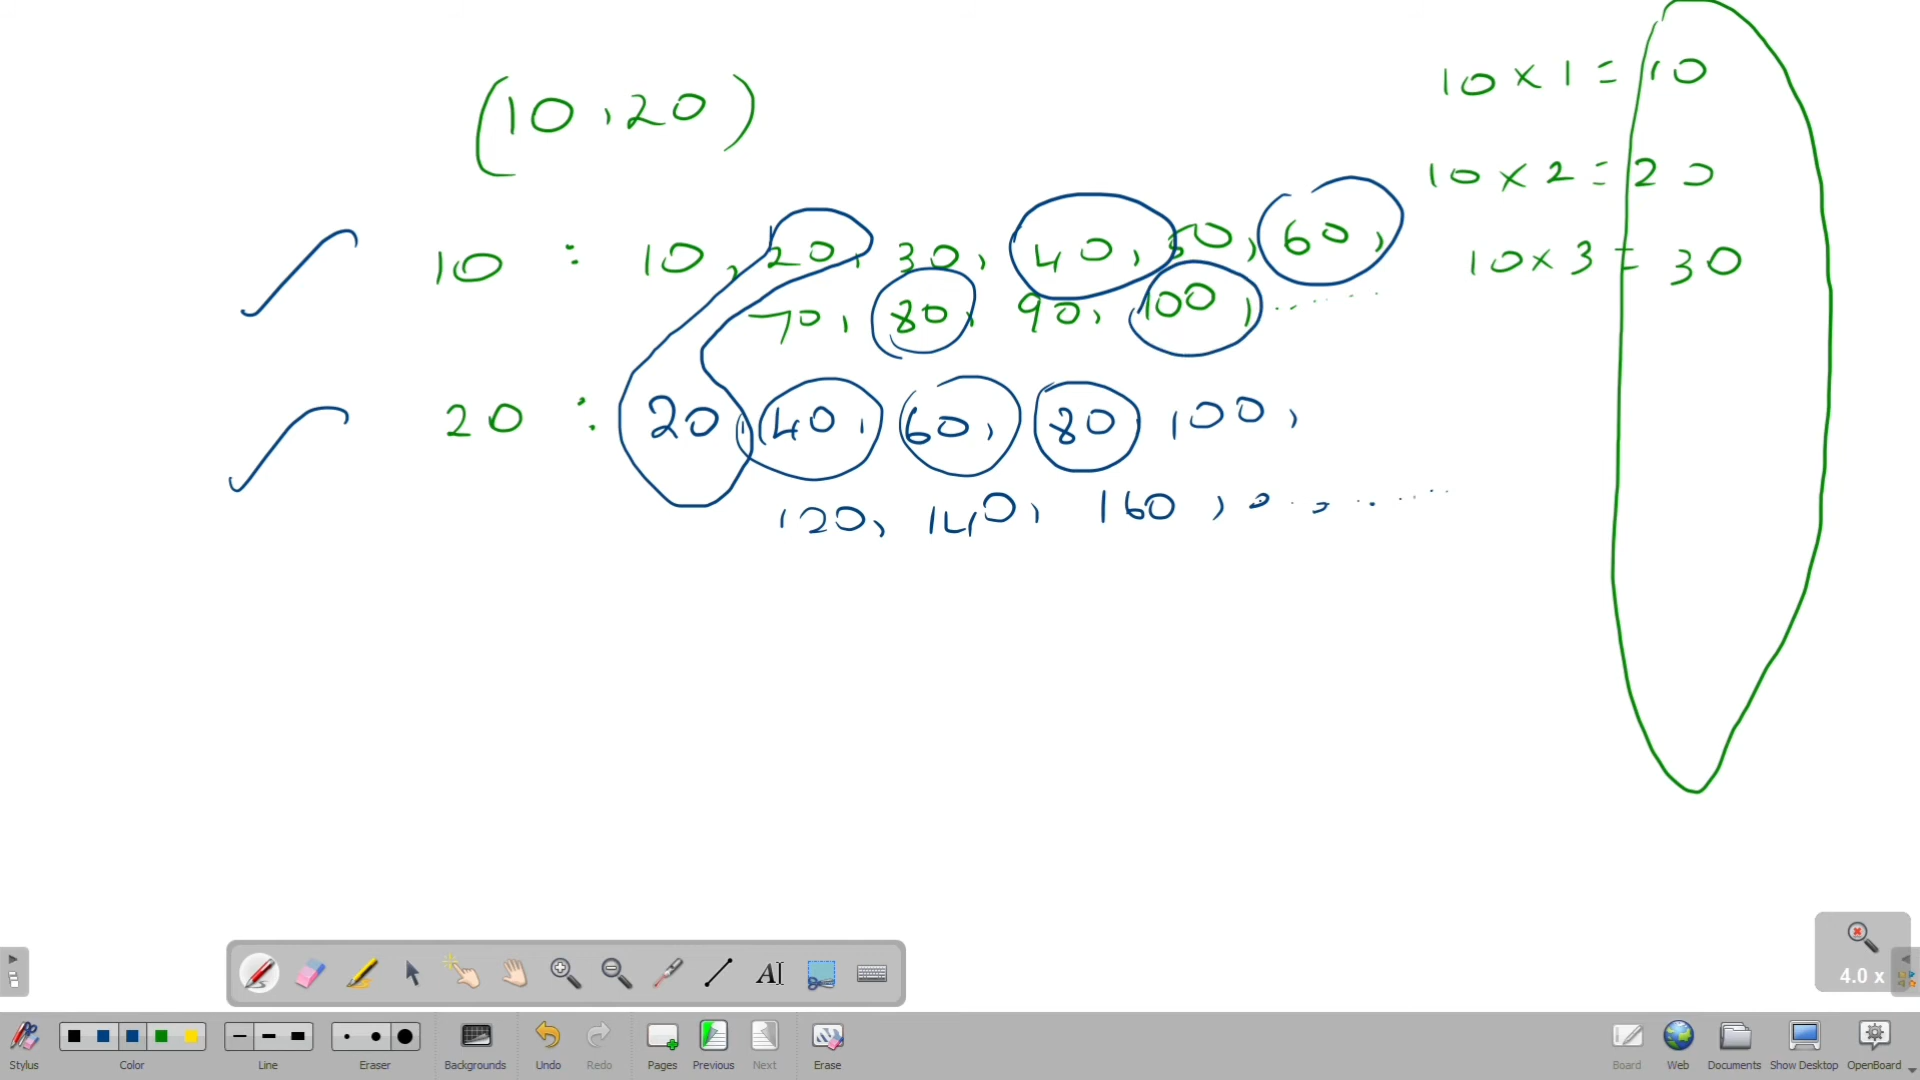 (10, 20)
10 × 1 = 10
10 × 2 = 20
10 × 3 = 30
10 : 10, 20, 30, 40, 50, 60,
70, 80, 90, 100, ......
20 : 20, 40, 60, 80 100,
120, 140, 160, .......
4.0 x
Stylus Color Line Eraser Backgrounds Undo Redo Pages Previous Next Erase Board Web Documents Show Desktop OpenBoard